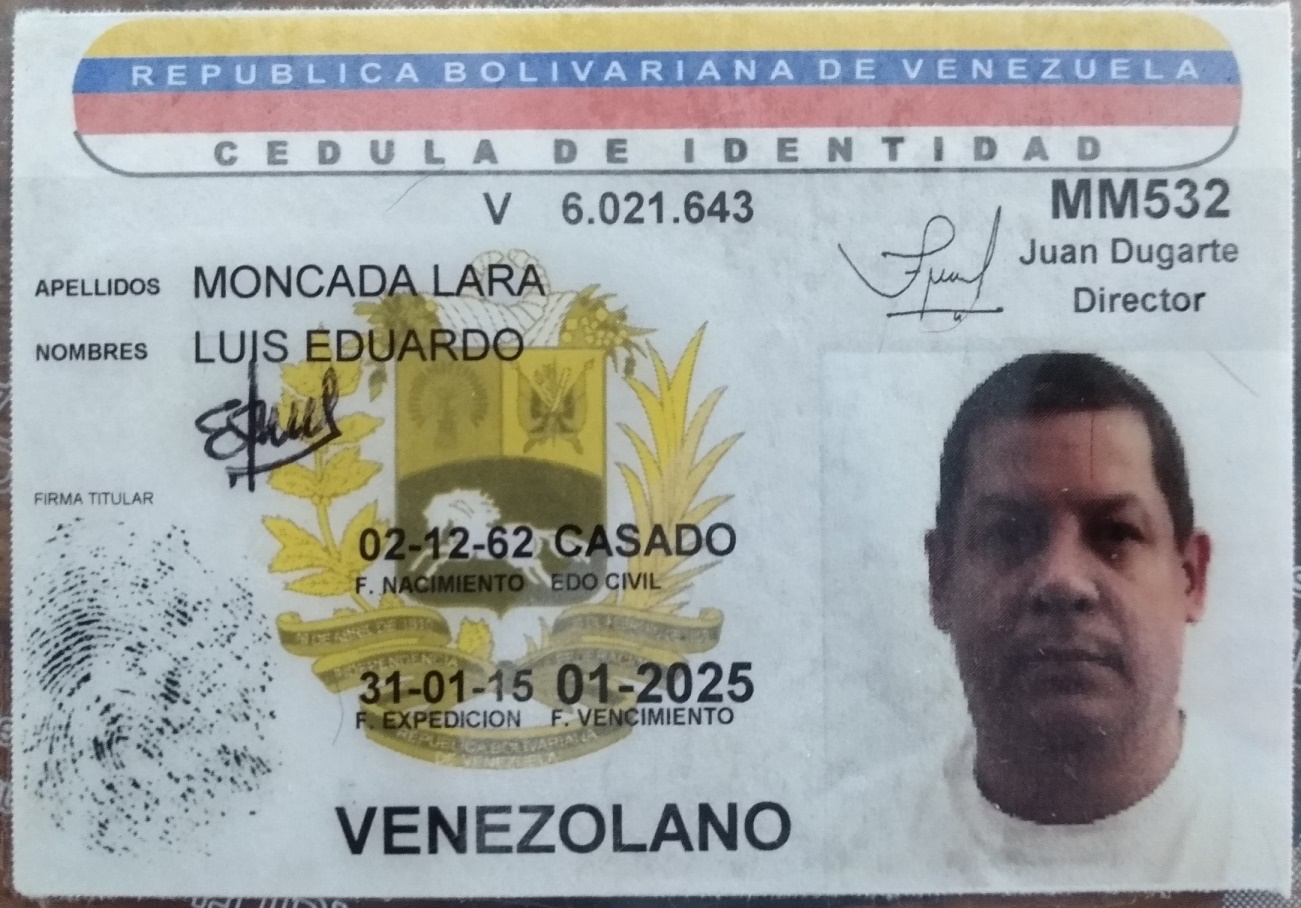 REPUBLICA BOLIVARIANA DE VENEZUELA
CEDULA DE IDENTIDAD
V 6.021.643
MM532
Juan Dugarte
Director
APELLIDOS MONCADA LARA
NOMBRES LUIS EDUARDO
FIRMA TITULAR
02-12-62 CASADO
F. NACIMIENTO EDO CIVIL
INDEPENDENCIA
31-01-15 01-2025
F. EXPEDICION F. VENCIMIENTO
REPUBLICA BOLIVARIANA
DE VENEZUELA
VENEZOLANO